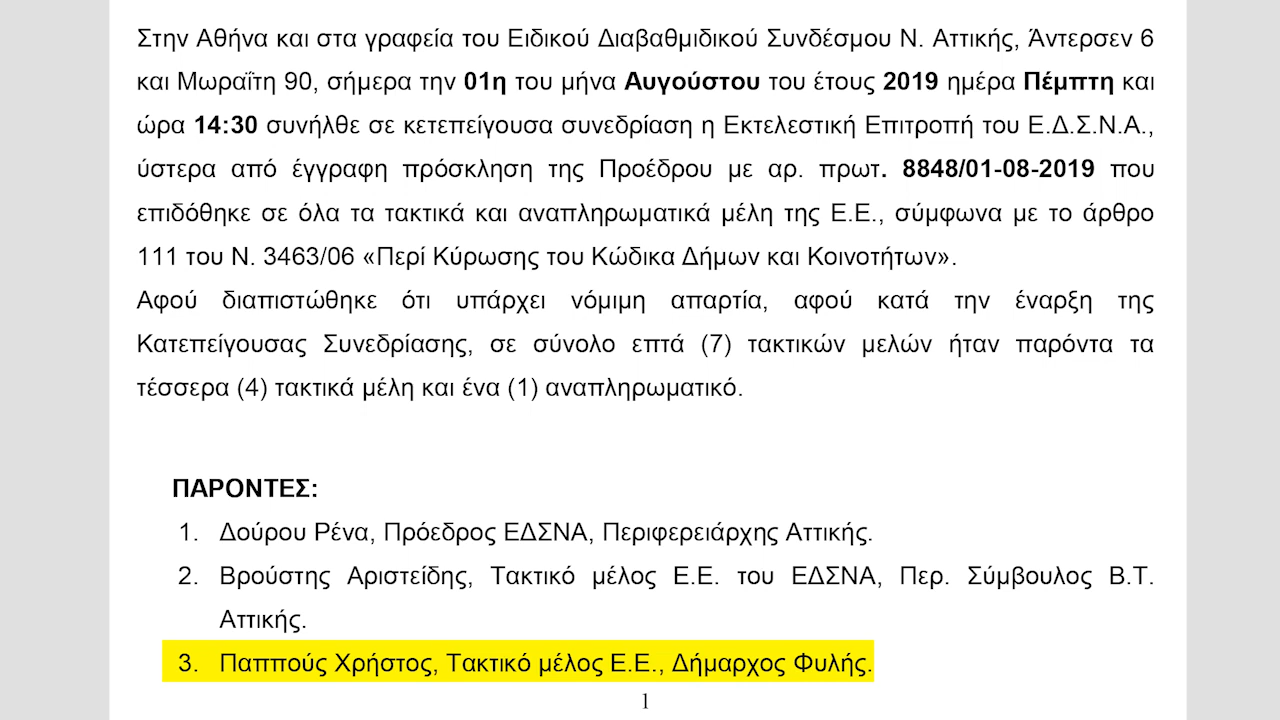 Στην Αθήνα και στα γραφεία του Ειδικού Διαβαθμιδικού Συνδέσμου Ν. Αττικής, Άντερσεν 6
και Μωραΐτη 90, σήμερα την 01η του μήνα Αυγούστου του έτους 2019 ημέρα Πέμπτη και
ώρα 14:30 συνήλθε σε κετεπείγουσα συνεδρίαση η Εκτελεστική Επιτροπή του Ε.Δ.Σ.Ν.Α.,
ύστερα από έγγραφη πρόσκληση της Προέδρου με αρ. πρωτ. 8848/01-08-2019 που
επιδόθηκε σε όλα τα τακτικά και αναπληρωματικά μέλη της Ε.Ε., σύμφωνα με το άρθρο
111 του Ν. 3463/06 «Περί Κύρωσης του Κώδικα Δήμων και Κοινοτήτων».
Αφού διαπιστώθηκε ότι υπάρχει νόμιμη απαρτία, αφού κατά την έναρξη της
Κατεπείγουσας Συνεδρίασης, σε σύνολο επτά (7) τακτικών μελών ήταν παρόντα τα
τέσσερα (4) τακτικά μέλη και ένα (1) αναπληρωματικό.
ΠΑΡΟΝΤΕΣ:
1. Δούρου Ρένα, Πρόεδρος ΕΔΣΝΑ, Περιφερειάρχης Αττικής.
2. Βρούστης Αριστείδης, Τακτικό μέλος Ε.Ε. του ΕΔΣΝΑ, Περ. Σύμβουλος Β.Τ.
Αττικής.
3. Παππούς Χρήστος, Τακτικό μέλος Ε.Ε., Δήμαρχος Φυλής.
1